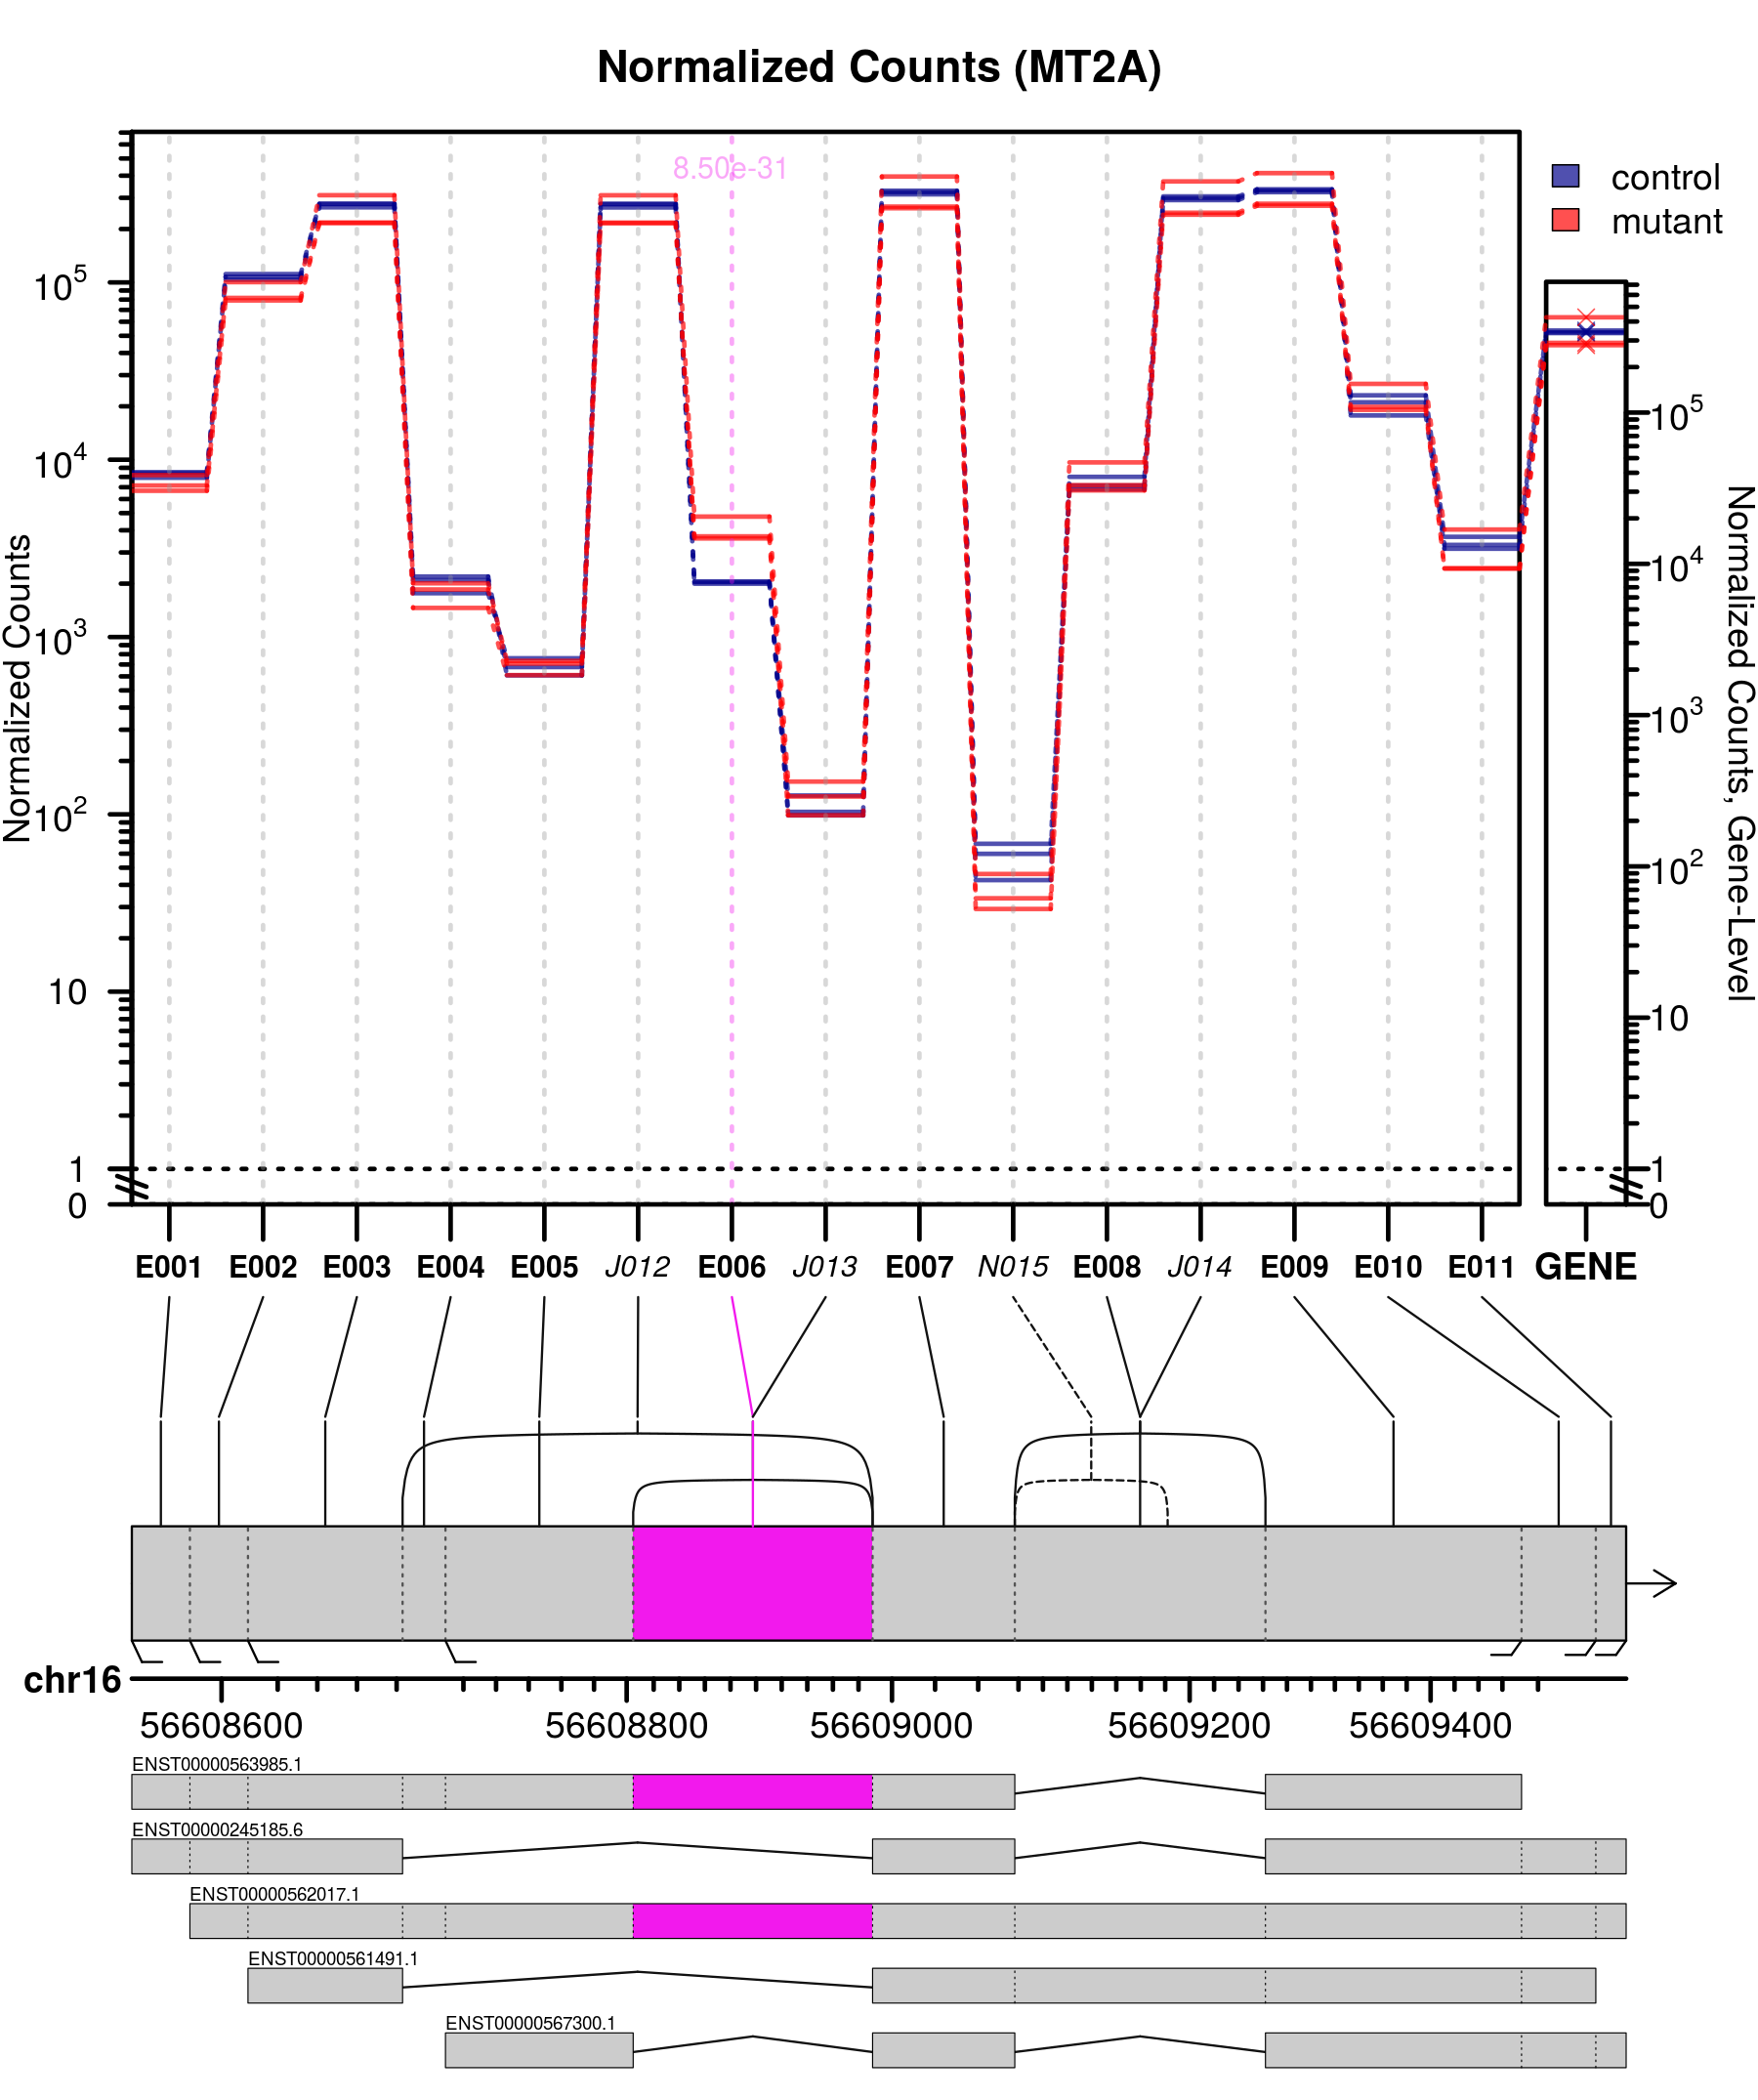 Normalized Counts (MT2A)
8.50e-31
control
mutant
Normalized Counts
10^5
10^4
10^3
10^2
10
1
0
Normalized Counts, Gene-Level
10^5
10^4
10^3
10^2
10
1
0
E001 E002 E003 E004 E005 J012 E006 J013 E007 N015 E008 J014 E009 E010 E011 GENE
chr16
56608600 56608800 56609000 56609200 56609400
ENST00000563985.1
ENST00000245185.6
ENST00000562017.1
ENST00000561491.1
ENST00000567300.1